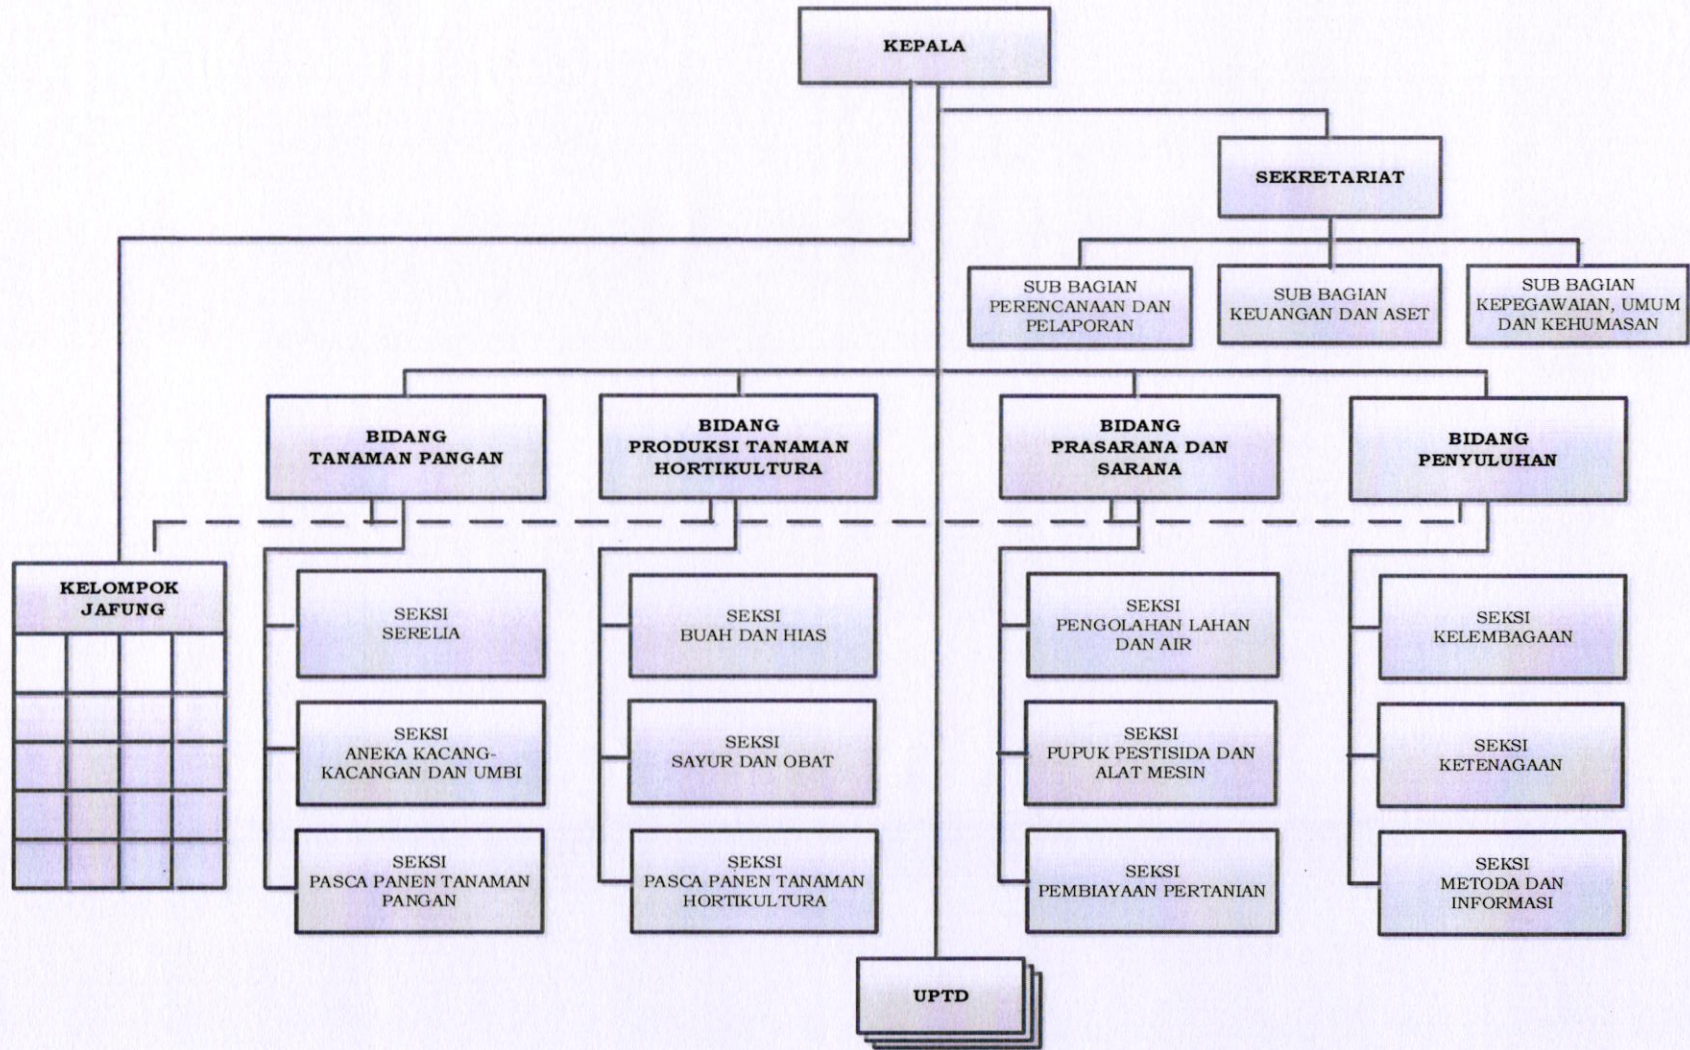 KEPALA
SEKRETARIAT
SUB BAGIAN
PERENCANAAN DAN
PELAPORAN
SUB BAGIAN
KEUANGAN DAN ASET
SUB BAGIAN
KEPEGAWAIAN, UMUM
DAN KEHUMASAN
BIDANG
TANAMAN PANGAN
BIDANG
PRODUKSI TANAMAN
HORTIKULTURA
BIDANG
PRASARANA DAN
SARANA
BIDANG
PENYULUHAN
KELOMPOK
JAFUNG
SEKSI
SERELIA
SEKSI
BUAH DAN HIAS
SEKSI
PENGOLAHAN LAHAN
DAN AIR
SEKSI
KELEMBAGAAN
SEKSI
ANEKA KACANG-
KACANGAN DAN UMBI
SEKSI
SAYUR DAN OBAT
SEKSI
PUPUK PESTISIDA DAN
ALAT MESIN
SEKSI
KETENAGAAN
SEKSI
PASCA PANEN TANAMAN
PANGAN
SEKSI
PASCA PANEN TANAMAN
HORTIKULTURA
SEKSI
PEMBIAYAAN PERTANIAN
SEKSI
METODA DAN
INFORMASI
UPTD